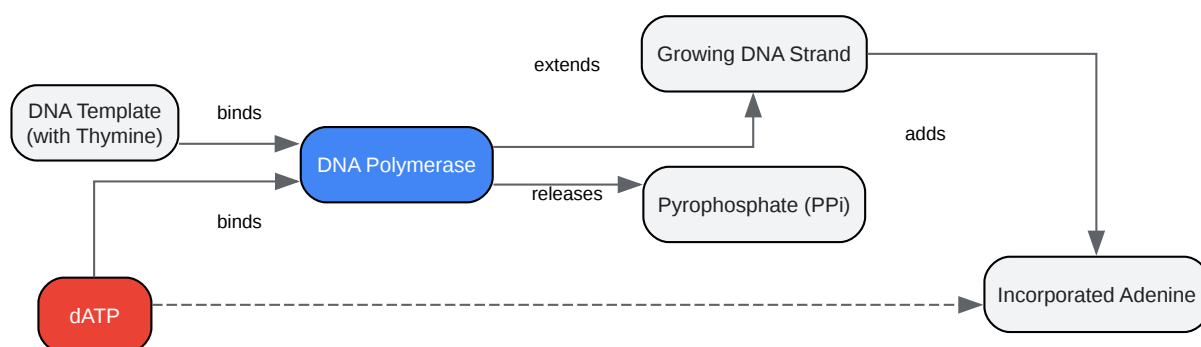 Growing DNA Strand
extends
DNA Template
(with Thymine)
binds
adds
DNA Polymerase
releases
Pyrophosphate (PPi)
binds
Incorporated Adenine
dATP